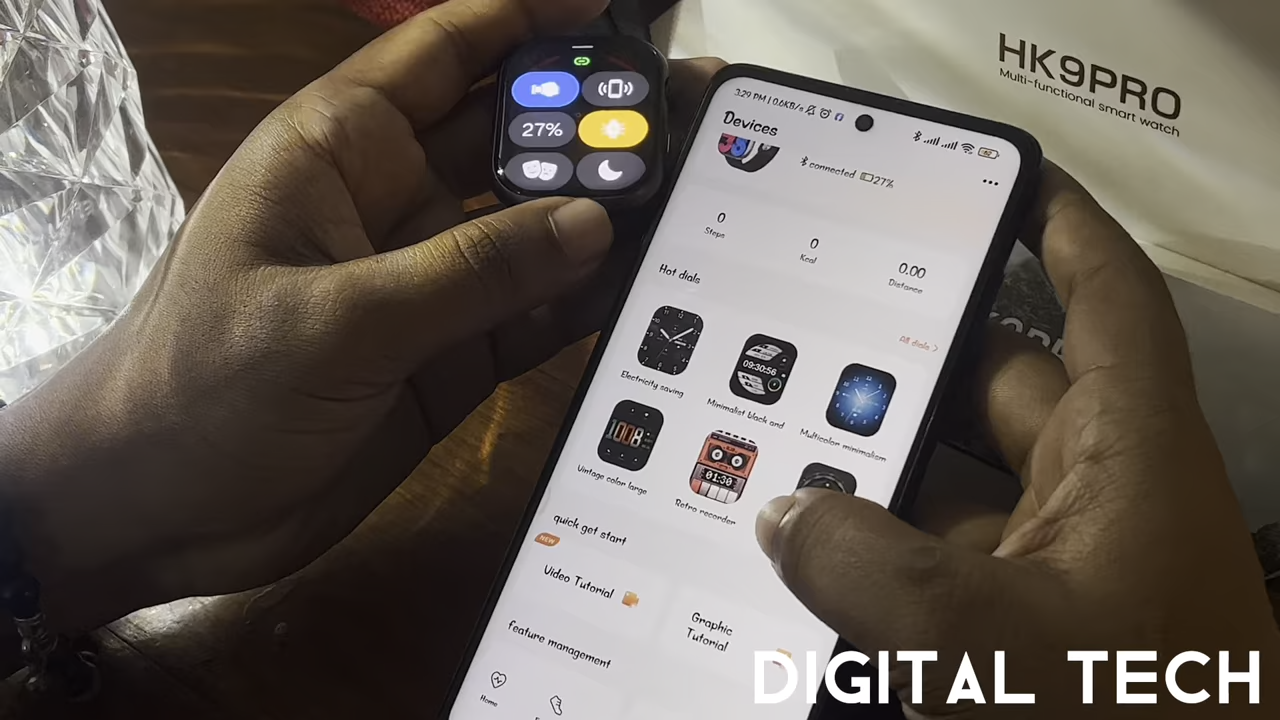 HK9PRO
Multi-functional smart watch
27%
3:29 PM | 0.6KB/s
Devices
connected 27%
0
Steps
0
Kcal
0.00
Distance
Hot dials
All dials >
Electricity saving
09:30:56
Minimalist black and
Multicolor minimalism
1008
Vintage color large
01:30
Retro recorder
quick get start
NEW
Video Tutorial
Graphic
Tutorial
feature management
Home
DIGITAL TECH